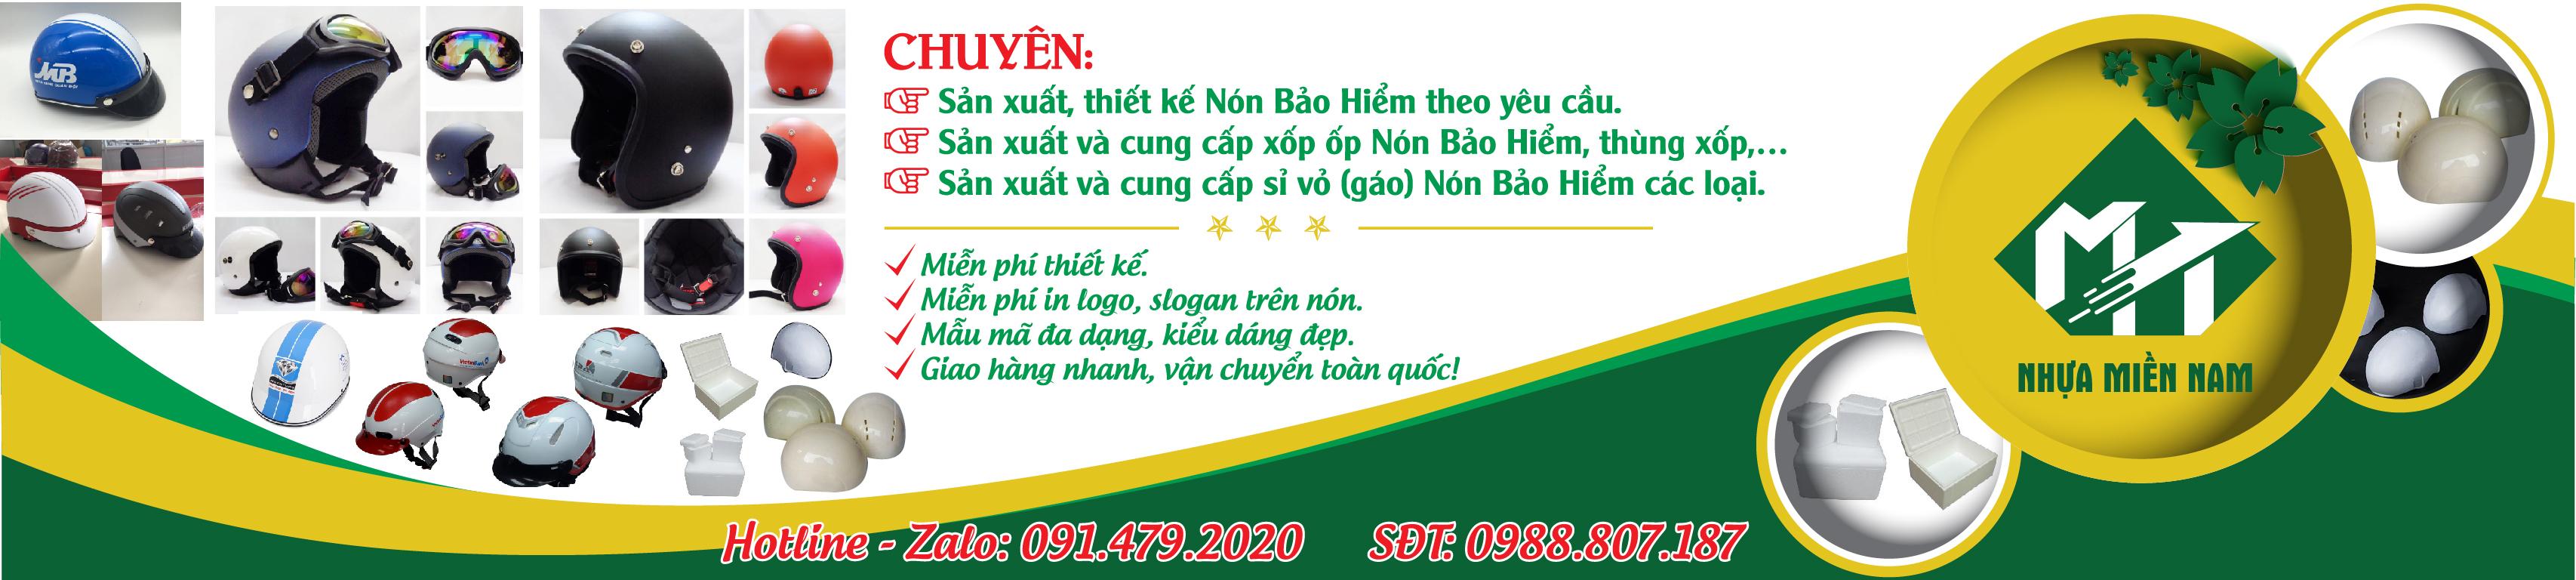 MB
CHUYÊN:
Sản xuất, thiết kế Nón Bảo Hiểm theo yêu cầu.
Sản xuất và cung cấp xốp ốp Nón Bảo Hiểm, thùng xốp,...
Sản xuất và cung cấp sỉ vỏ (gáo) Nón Bảo Hiểm các loại.
Miễn phí thiết kế.
Miễn phí in logo, slogan trên nón.
Mẫu mã đa dạng, kiểu dáng đẹp.
Giao hàng nhanh, vận chuyển toàn quốc!
NHỰA MIỀN NAM
Hotline - Zalo: 091.479.2020 SĐT: 0988.807.187